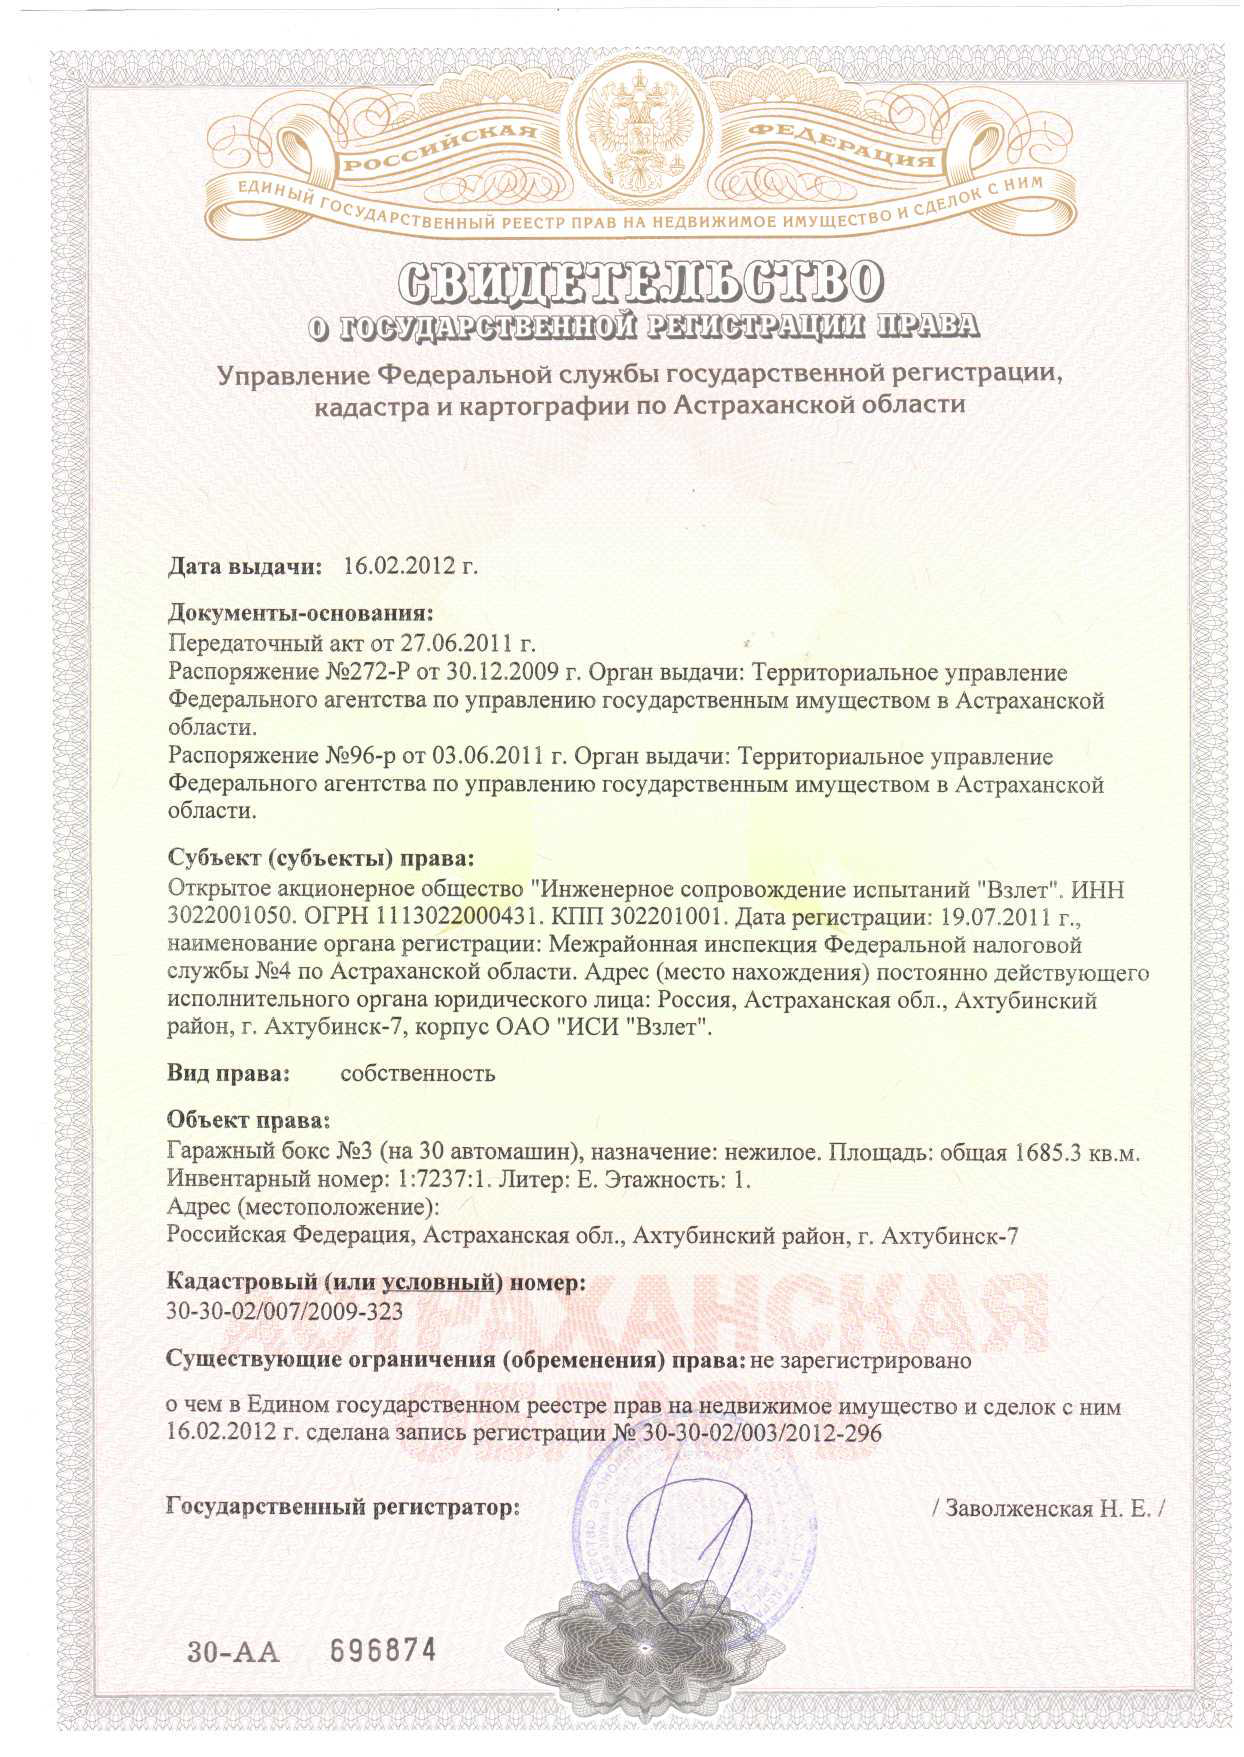 РОССИЙСКАЯ ФЕДЕРАЦИЯ
ЕДИНЫЙ ГОСУДАРСТВЕННЫЙ РЕЕСТР ПРАВ НА НЕДВИЖИМОЕ ИМУЩЕСТВО И СДЕЛОК С НИМ
СВИДЕТЕЛЬСТВО
О ГОСУДАРСТВЕННОЙ РЕГИСТРАЦИИ ПРАВА
Управление Федеральной службы государственной регистрации,
кадастра и картографии по Астраханской области
Дата выдачи: 16.02.2012 г.
Документы-основания:
Передаточный акт от 27.06.2011 г.
Распоряжение №272-Р от 30.12.2009 г. Орган выдачи: Территориальное управление
Федерального агентства по управлению государственным имуществом в Астраханской
области.
Распоряжение №96-р от 03.06.2011 г. Орган выдачи: Территориальное управление
Федерального агентства по управлению государственным имуществом в Астраханской
области.
Субъект (субъекты) права:
Открытое акционерное общество "Инженерное сопровождение испытаний "Взлет". ИНН
3022001050. ОГРН 1113022000431. КПП 302201001. Дата регистрации: 19.07.2011 г.,
наименование органа регистрации: Межрайонная инспекция Федеральной налоговой
службы №4 по Астраханской области. Адрес (место нахождения) постоянно действующего
исполнительного органа юридического лица: Россия, Астраханская обл., Ахтубинский
район, г. Ахтубинск-7, корпус ОАО "ИСИ "Взлет".
Вид права: собственность
Объект права:
Гаражный бокс №3 (на 30 автомашин), назначение: нежилое. Площадь: общая 1685.3 кв.м.
Инвентарный номер: 1:7237:1. Литер: Е. Этажность: 1.
Адрес (местоположение):
Российская Федерация, Астраханская обл., Ахтубинский район, г. Ахтубинск-7
Кадастровый (или условный) номер:
30-30-02/007/2009-323
АСТРАХАНСКАЯ
ОБЛАСТЬ
Существующие ограничения (обременения) права: не зарегистрировано
о чем в Едином государственном реестре прав на недвижимое имущество и сделок с ним
16.02.2012 г. сделана запись регистрации № 30-30-02/003/2012-296
Государственный регистратор: / Заволженская Н. Е. /
30-АА 696874